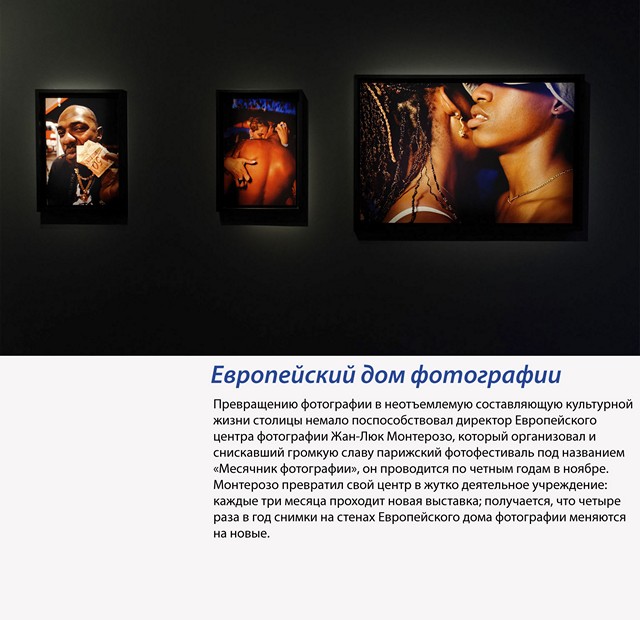 Европейский дом фотографии
Превращению фотографии в неотъемлемую составляющую культурной
жизни столицы немало поспособствовал директор Европейского
центра фотографии Жан-Люк Монтерозо, который организовал и
снискавший громкую славу парижский фотофестиваль под названием
«Месячник фотографии», он проводится по четным годам в ноябре.
Монтерозо превратил свой центр в жутко деятельное учреждение:
каждые три месяца проходит новая выставка; получается, что четыре
раза в год снимки на стенах Европейского дома фотографии меняются
на новые.